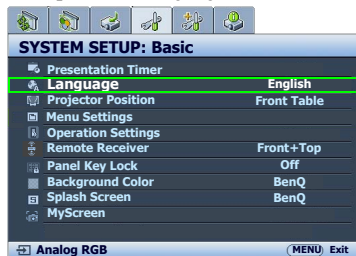 SYSTEM SETUP: Basic
Presentation Timer
Language English
Projector Position Front Table
Menu Settings
Operation Settings
Remote Receiver Front+Top
Panel Key Lock Off
Background Color BenQ
Splash Screen BenQ
MyScreen
Analog RGB MENU Exit